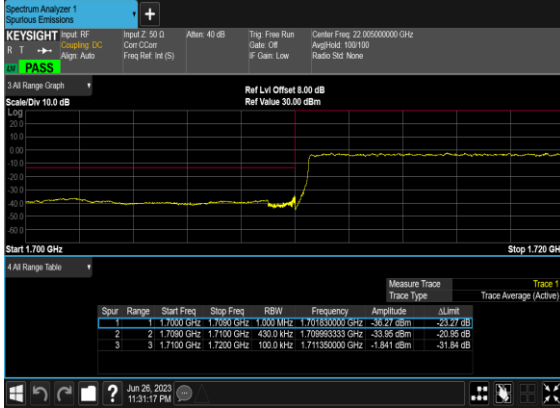 Spectrum Analyzer 1
Spurious Emissions
KEYSIGHT Input: RF Input Z: 50 Ω Atten: 40 dB Trig: Free Run Center Freq: 22.005000000 GHz
R T Coupling: DC Corr CCorr Gate: Off Avg|Hold: 100/100
Align: Auto Freq Ref: Int (S) IF Gain: Low Radio Std: None
LXI PASS
3.All Range Graph Ref Lvl Offset 8.00 dB
Scale/Div 10.0 dB Ref Value 30.00 dBm
Log
20.0
10.0
0.00
-10.0
-20.0
-30.0
-40.0
-50.0
-60.0
Start 1.700 GHz Stop 1.720 GH
4.All Range Table
Measure Trace Trace 1
Trace Type Trace Average (Active)
Spur Range Start Freq Stop Freq RBW Frequency Amplitude ΔLimit
1 1 1.7000 GHz 1.7090 GHz 1.000 MHz 1.701830000 GHz -36.27 dBm -23.27 dB
2 2 1.7090 GHz 1.7100 GHz 430.0 kHz 1.709993333 GHz -33.95 dBm -20.95 dB
3 3 1.7100 GHz 1.7200 GHz 100.0 kHz 1.711350000 GHz -1.841 dBm -31.84 dB
? Jun 26, 2023
11:31:17 PM